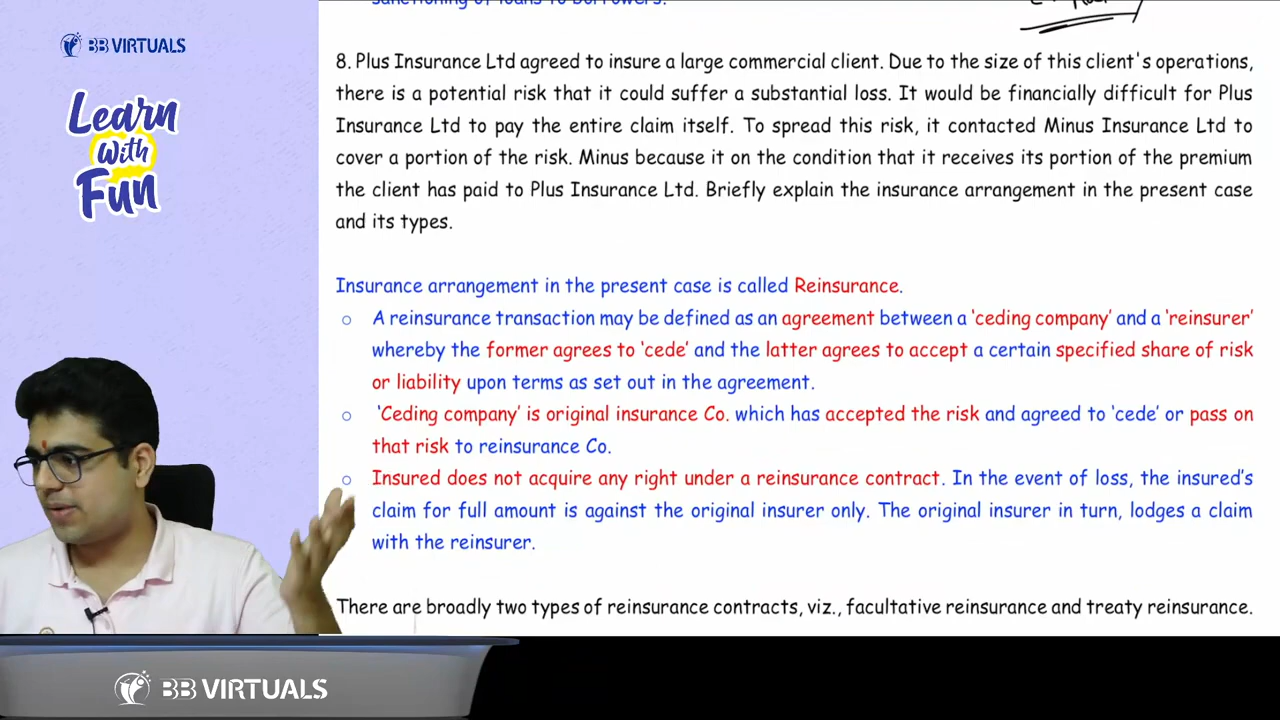 sanctioning of loans to borrowers.
BB VIRTUALS
Learn
With
Fun
8. Plus Insurance Ltd agreed to insure a large commercial client. Due to the size of this client's operations,
there is a potential risk that it could suffer a substantial loss. It would be financially difficult for Plus
Insurance Ltd to pay the entire claim itself. To spread this risk, it contacted Minus Insurance Ltd to
cover a portion of the risk. Minus because it on the condition that it receives its portion of the premium
the client has paid to Plus Insurance Ltd. Briefly explain the insurance arrangement in the present case
and its types.
Insurance arrangement in the present case is called Reinsurance.
○ A reinsurance transaction may be defined as an agreement between a 'ceding company' and a 'reinsurer'
whereby the former agrees to 'cede' and the latter agrees to accept a certain specified share of risk
or liability upon terms as set out in the agreement.
○ 'Ceding company' is original insurance Co. which has accepted the risk and agreed to 'cede' or pass on
that risk to reinsurance Co.
○ Insured does not acquire any right under a reinsurance contract. In the event of loss, the insured's
claim for full amount is against the original insurer only. The original insurer in turn, lodges a claim
with the reinsurer.
There are broadly two types of reinsurance contracts, viz., facultative reinsurance and treaty reinsurance.
BB VIRTUALS